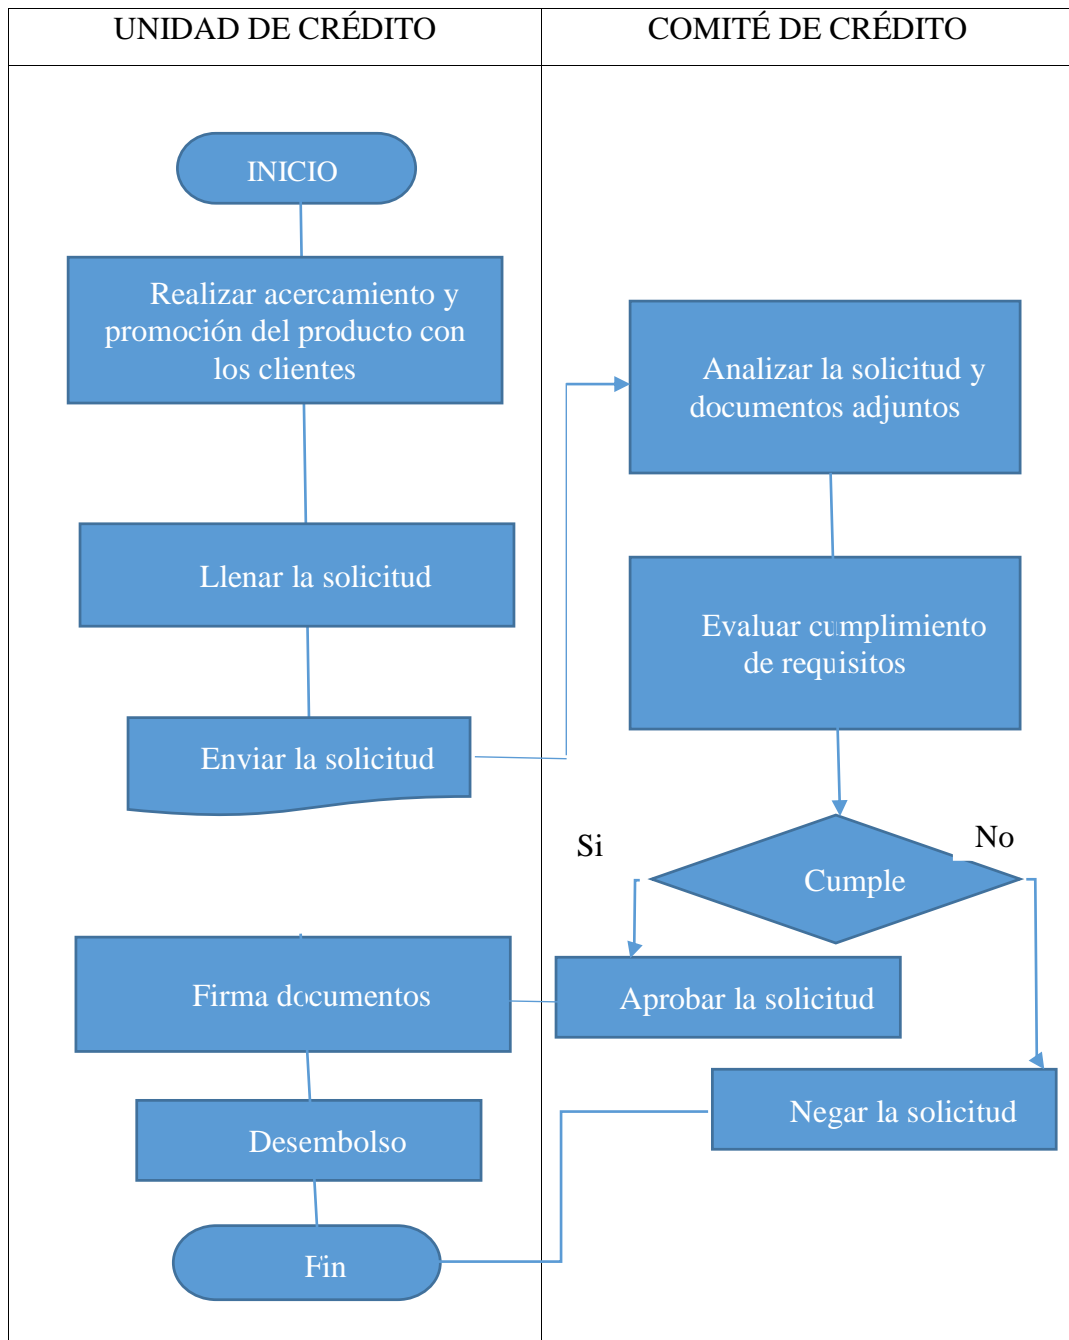 UNIDAD DE CRÉDITO
COMITÉ DE CRÉDITO
INICIO
Realizar acercamiento y
promoción del producto con
los clientes
Llenar la solicitud
Enviar la solicitud
Analizar la solicitud y
documentos adjuntos
Evaluar cumplimiento
de requisitos
Cumple
Si
No
Aprobar la solicitud
Negar la solicitud
Firma documentos
Desembolso
Fin